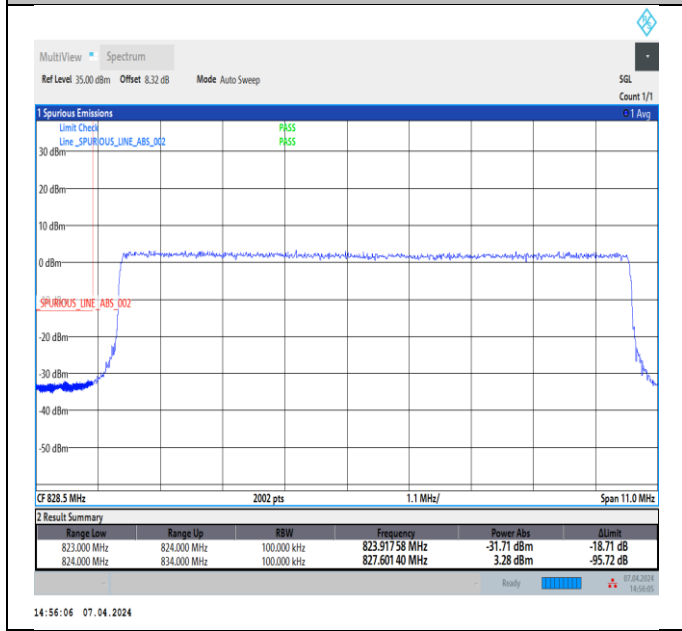 MultiView Spectrum
Ref Level 35.00 dBm Offset 8.32 dB Mode Auto Sweep SGL
Count 1/1
1 Spurious Emissions 1 Avg
Limit Check PASS
Line _SPURIOUS_LINE_ABS_002 PASS
30 dBm
20 dBm
10 dBm
0 dBm
_SPURIOUS_LINE_ABS_002
-20 dBm
-30 dBm
-40 dBm
-50 dBm
CF 828.5 MHz 2002 pts 1.1 MHz/ Span 11.0 MHz
2 Result Summary
Range Low Range Up RBW Frequency Power Abs ΔLimit
823.000 MHz 824.000 MHz 100.000 kHz 823.917 58 MHz -31.71 dBm -18.71 dB
824.000 MHz 834.000 MHz 100.000 kHz 827.601 40 MHz 3.28 dBm -95.72 dB
Ready 07.04.2024
14:56:05
14:56:06 07.04.2024